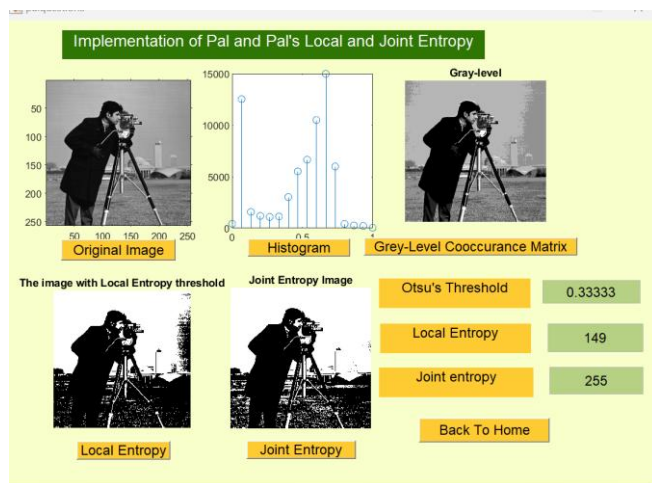 Implementation of Pal and Pal's Local and Joint Entropy
50
100
150
200
250
50 100 150 200 250
Original Image
15000
10000
5000
0
0 0.5 1
Histogram
Gray-level
Grey-Level Cooccurance Matrix
The image with Local Entropy threshold
Local Entropy
Joint Entropy Image
Joint Entropy
Otsu's Threshold 0.33333
Local Entropy 149
Joint entropy 255
Back To Home